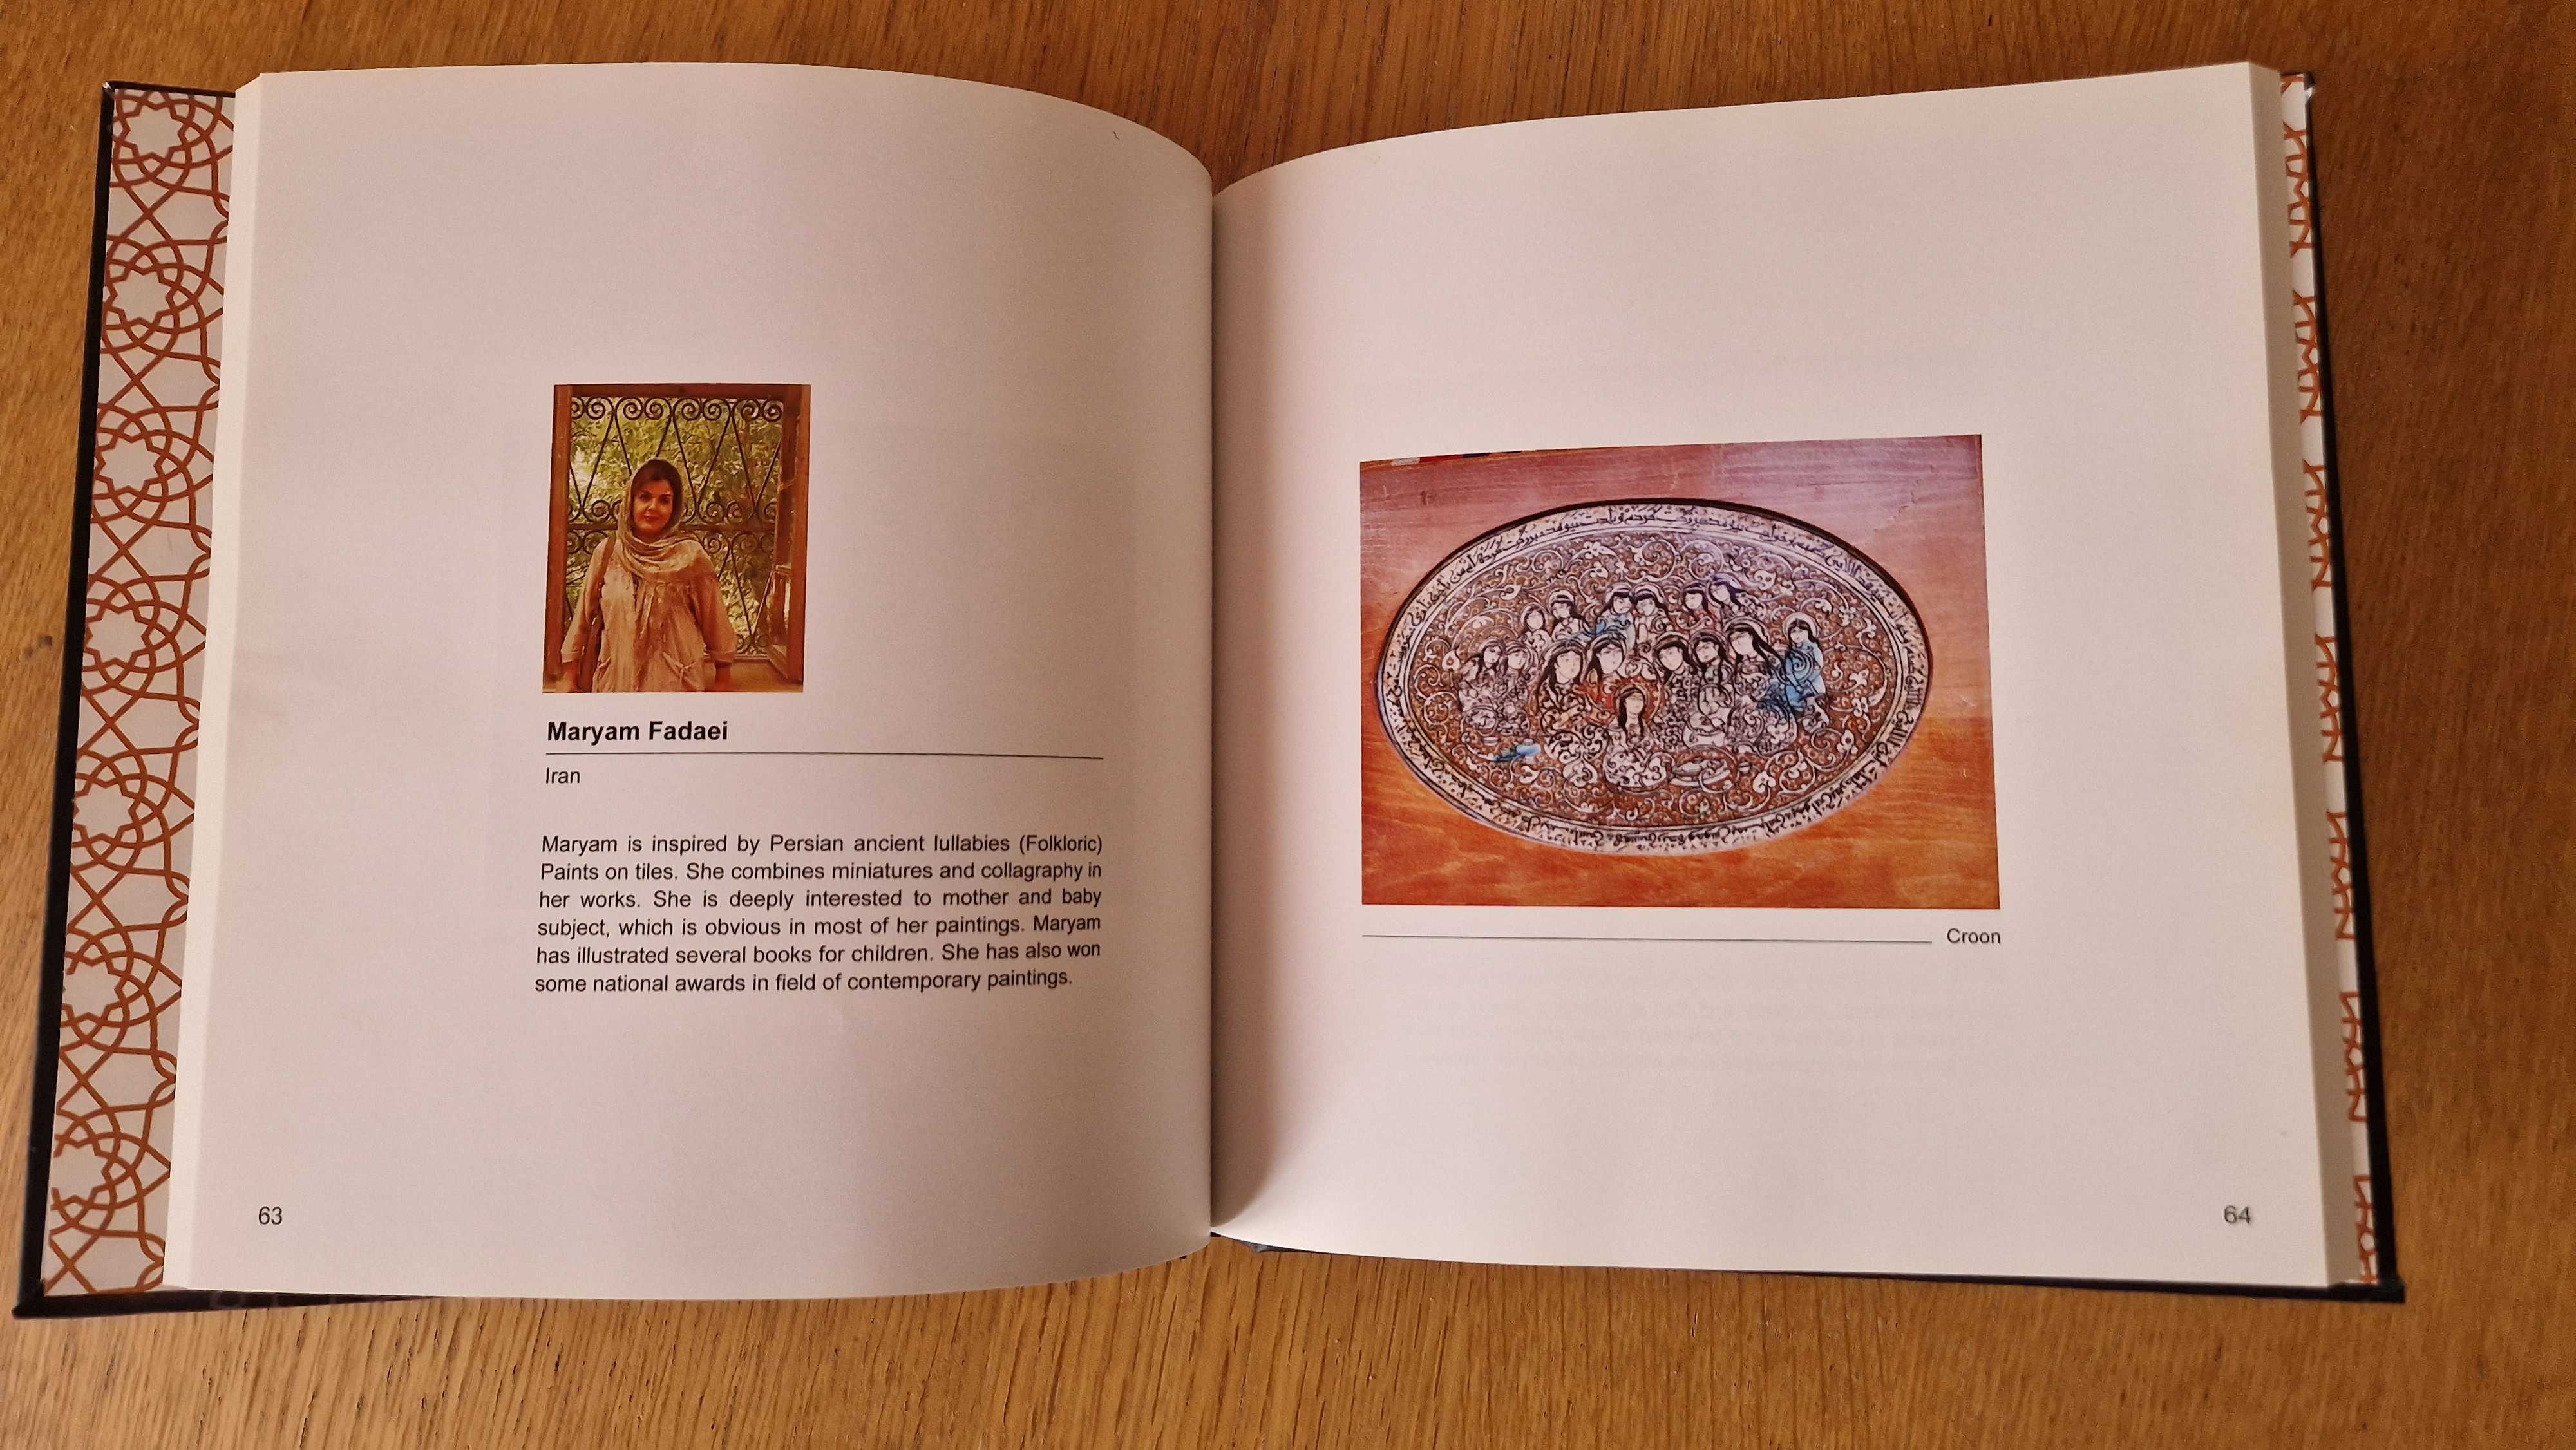 Maryam Fadaei
Iran
Maryam is inspired by Persian ancient lullabies (Folkloric)
Paints on tiles. She combines miniatures and collagraphy in
her works. She is deeply interested to mother and baby
subject, which is obvious in most of her paintings. Maryam
has illustrated several books for children. She has also won
some national awards in field of contemporary paintings.
63
Croon
64